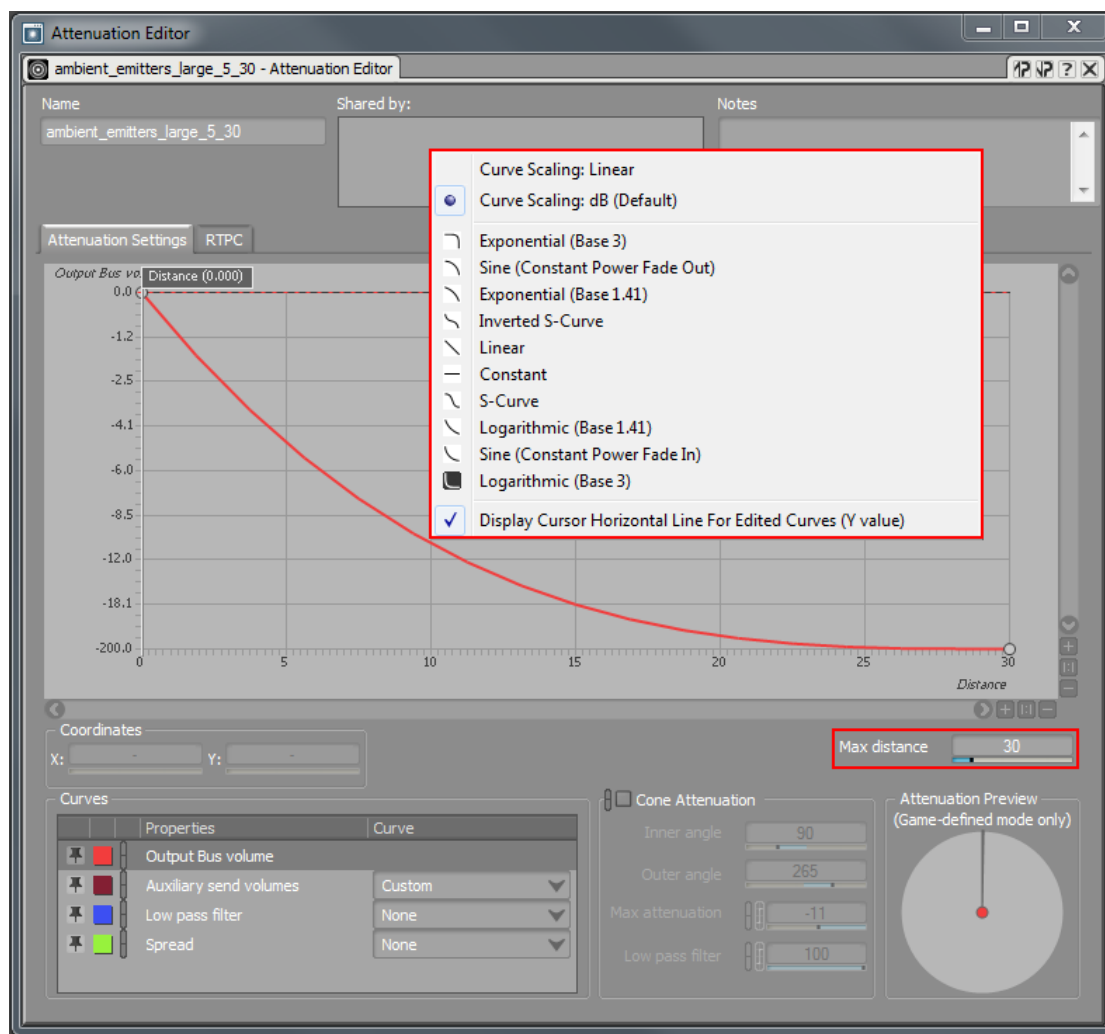 Attenuation Editor
ambient_emitters_large_5_30 - Attenuation Editor
Name
Shared by:
Notes
ambient_emitters_large_5_30
Curve Scaling: Linear
Curve Scaling: dB (Default)
Exponential (Base 3)
Sine (Constant Power Fade Out)
Exponential (Base 1.41)
Inverted S-Curve
Linear
Constant
S-Curve
Logarithmic (Base 1.41)
Sine (Constant Power Fade In)
Logarithmic (Base 3)
Display Cursor Horizontal Line For Edited Curves (Y value)
Attenuation Settings
RTPC
Output Bus vo
Distance (0.000)
0.0
-1.2
-2.5
-4.1
-6.0
-8.5
-12.0
-18.1
-200.0
0 5 10 15 20 25 30
Distance
1:1
1:1
Coordinates
X: - Y: -
Max distance 30
Curves
Properties Curve
Output Bus volume
Auxiliary send volumes Custom
Low pass filter None
Spread None
Cone Attenuation
Inner angle 90
Outer angle 265
Max attenuation -11
Low pass filter 100
Attenuation Preview
(Game-defined mode only)